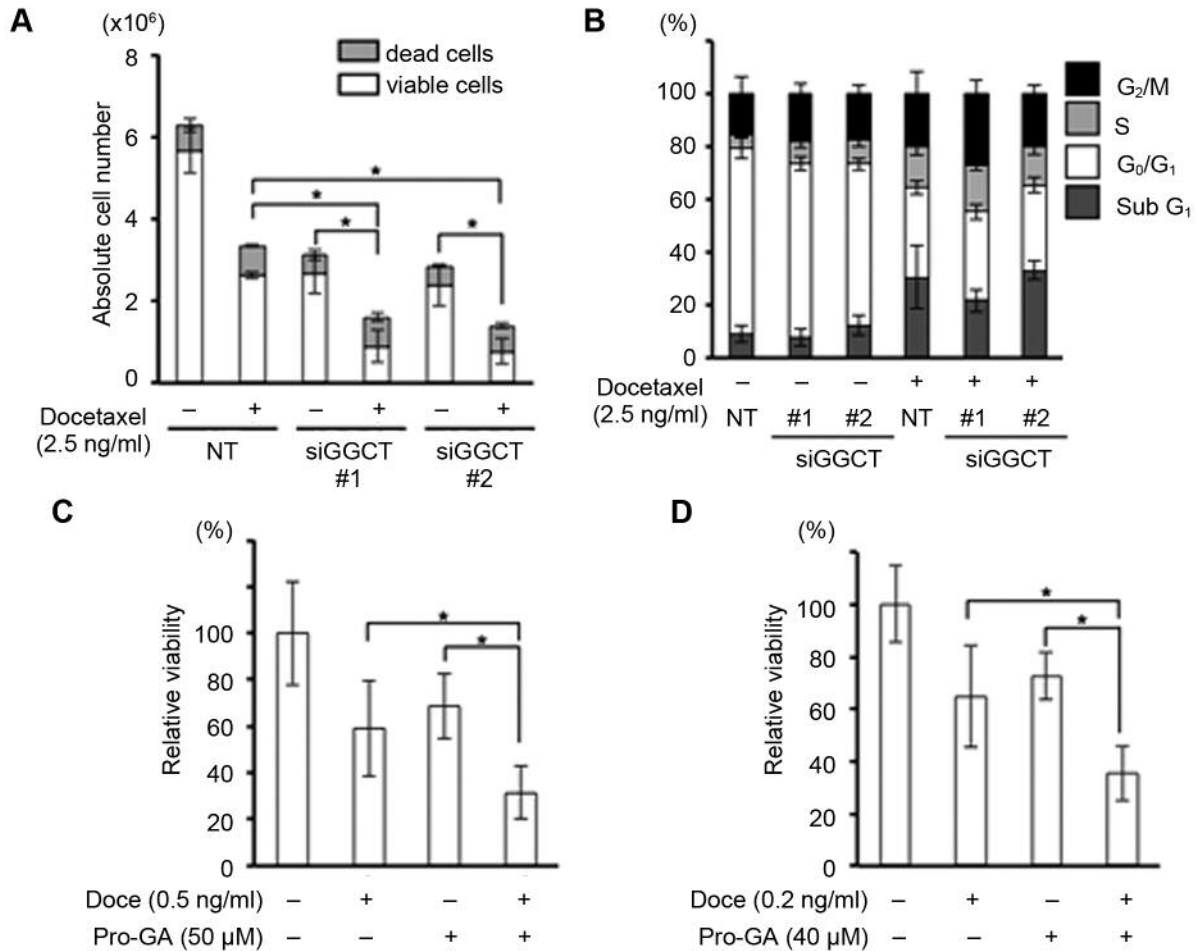 A
(x10⁶)
Absolute cell number
8
6
4
2
0
dead cells
viable cells
*
*
*
*
Docetaxel
(2.5 ng/ml)
– + – + – +
NT siGGCT #1 siGGCT #2
B
(%)
100
80
60
40
20
0
G₂/M
S
G₀/G₁
Sub G₁
Docetaxel
(2.5 ng/ml)
– – – + + +
NT #1 #2 NT #1 #2
siGGCT siGGCT
C
(%)
Relative viability
100
80
60
40
20
0
*
*
Doce (0.5 ng/ml) – + – +
Pro-GA (50 µM) – – + +
D
(%)
Relative viability
100
80
60
40
20
0
*
*
Doce (0.2 ng/ml) – + – +
Pro-GA (40 µM) – – + +